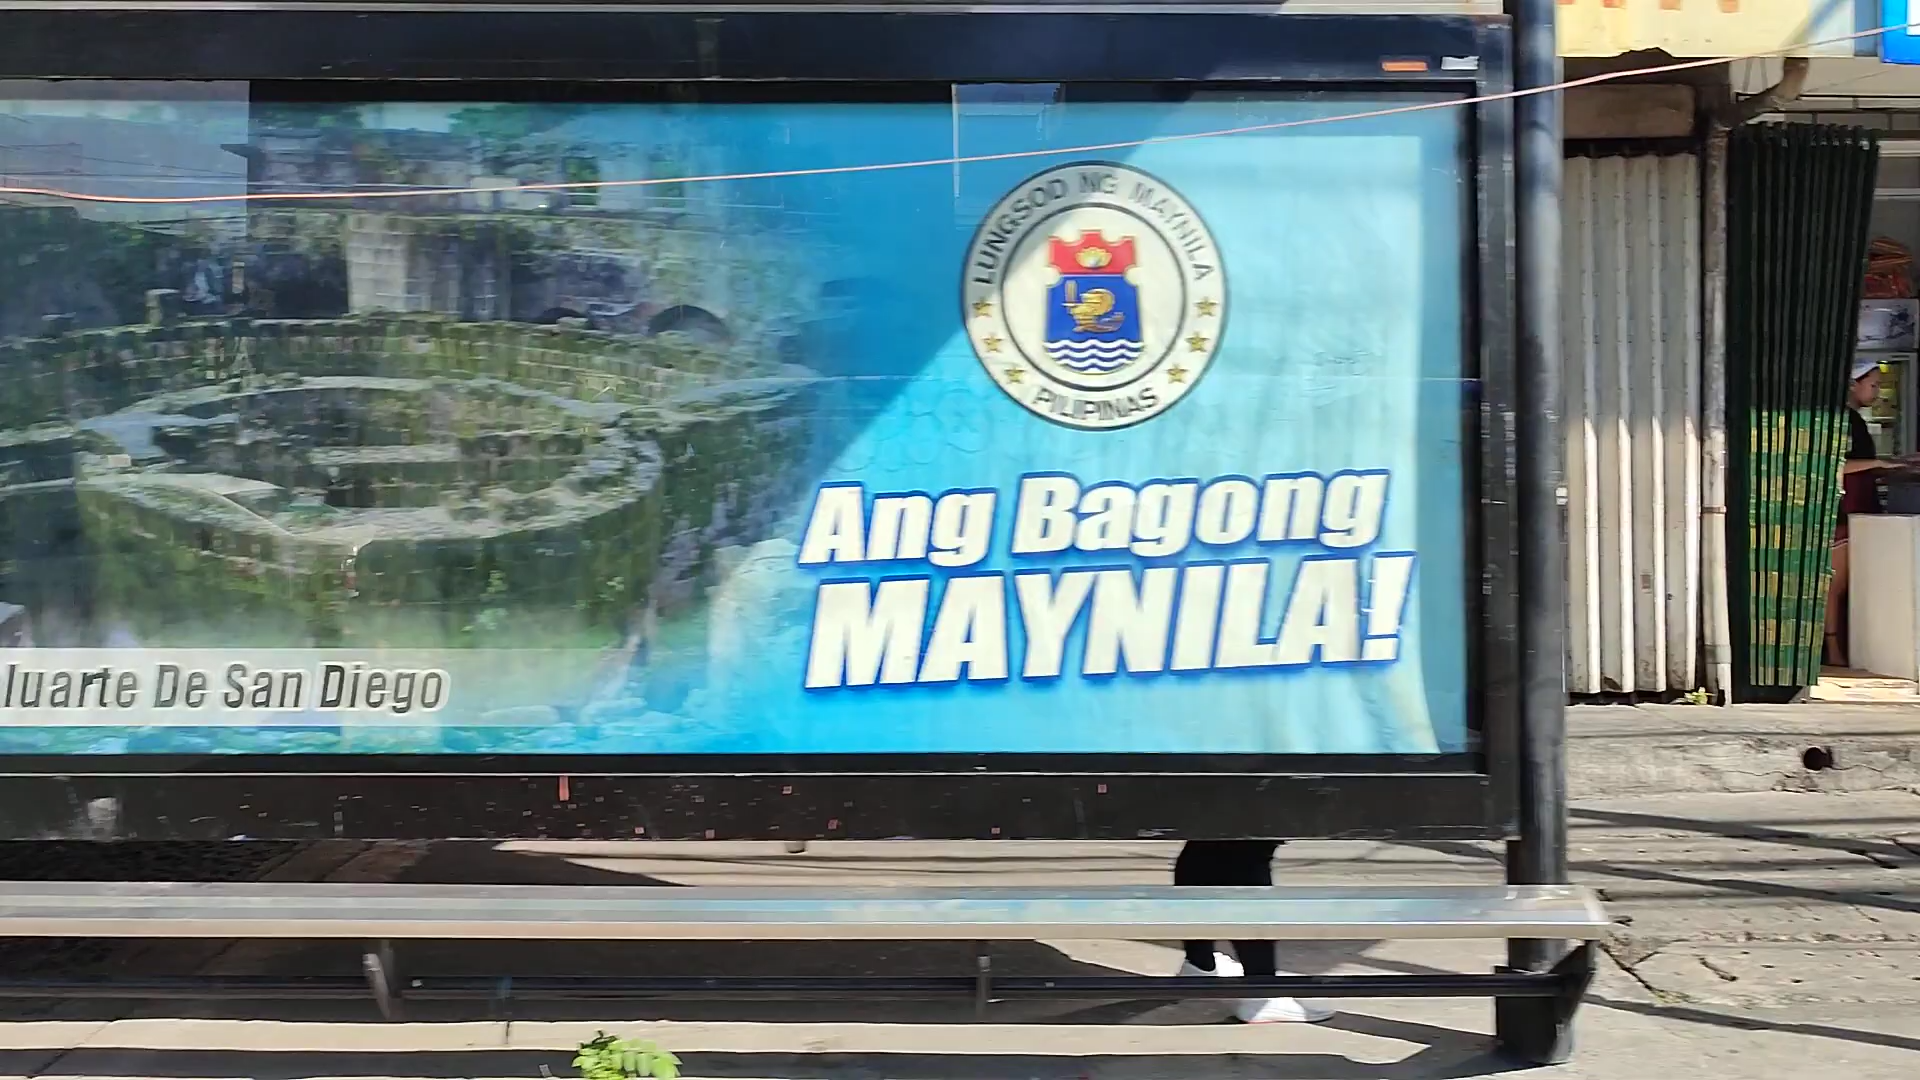 LUNGSOD NG MAYNILA
PILIPINAS
Ang Bagong
MAYNILA!
luarte De San Diego